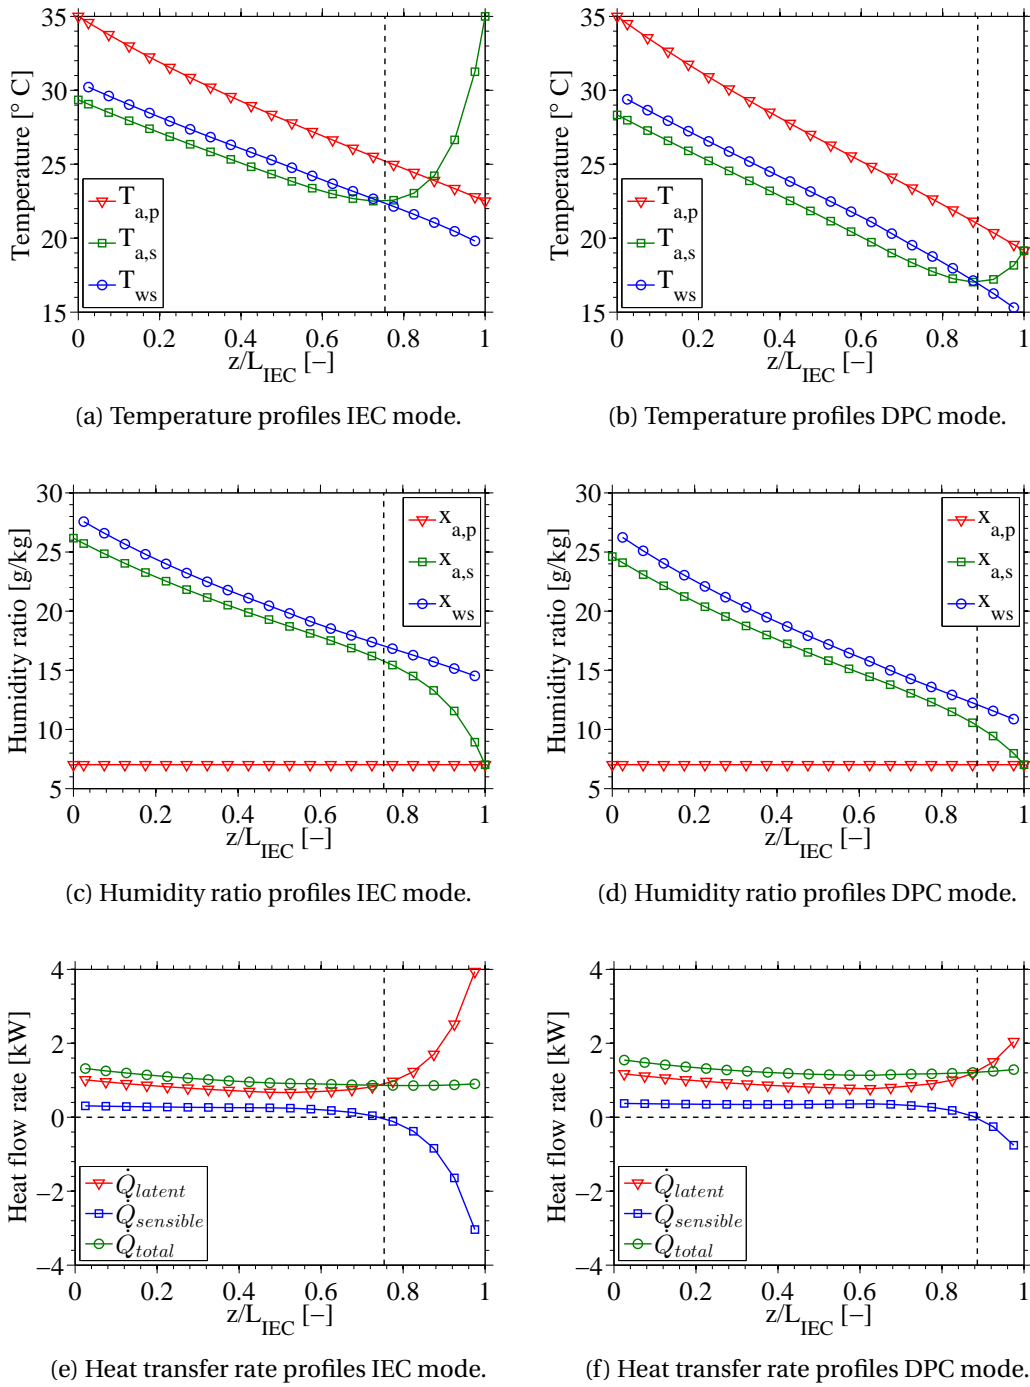 35
30
25
20
15
Temperature [° C]
T a,p
T a,s
T ws
0 0.2 0.4 0.6 0.8 1
z/L IEC [−]
(a) Temperature profiles IEC mode.
35
30
25
20
15
Temperature [° C]
T a,p
T a,s
T ws
0 0.2 0.4 0.6 0.8 1
z/L IEC [−]
(b) Temperature profiles DPC mode.
30
25
20
15
10
5
Humidity ratio [g/kg]
x a,p
x a,s
x ws
0 0.2 0.4 0.6 0.8 1
z/L IEC [−]
(c) Humidity ratio profiles IEC mode.
30
25
20
15
10
5
Humidity ratio [g/kg]
x a,p
x a,s
x ws
0 0.2 0.4 0.6 0.8 1
z/L IEC [−]
(d) Humidity ratio profiles DPC mode.
4
2
0
−2
−4
Heat flow rate [kW]
Q̇ latent
Q̇ sensible
Q̇ total
0 0.2 0.4 0.6 0.8 1
z/L IEC [−]
(e) Heat transfer rate profiles IEC mode.
4
2
0
−2
−4
Heat flow rate [kW]
Q̇ latent
Q̇ sensible
Q̇ total
0 0.2 0.4 0.6 0.8 1
z/L IEC [−]
(f) Heat transfer rate profiles DPC mode.